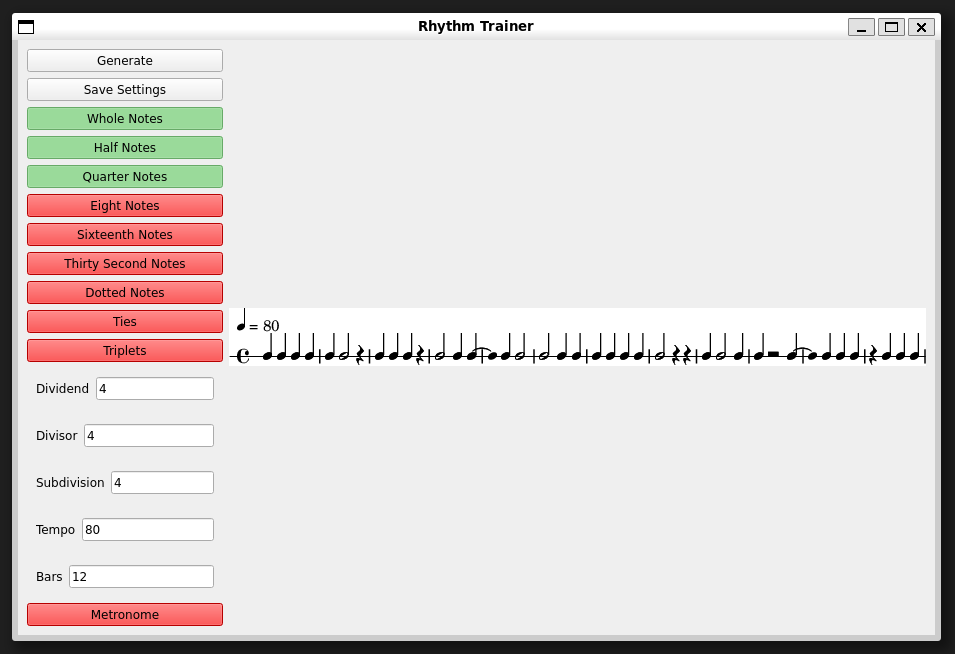 Rhythm Trainer
Generate
Save Settings
Whole Notes
Half Notes
Quarter Notes
Eight Notes
Sixteenth Notes
Thirty Second Notes
Dotted Notes
Ties
Triplets
= 80
Dividend 4
Divisor 4
Subdivision 4
Tempo 80
Bars 12
Metronome